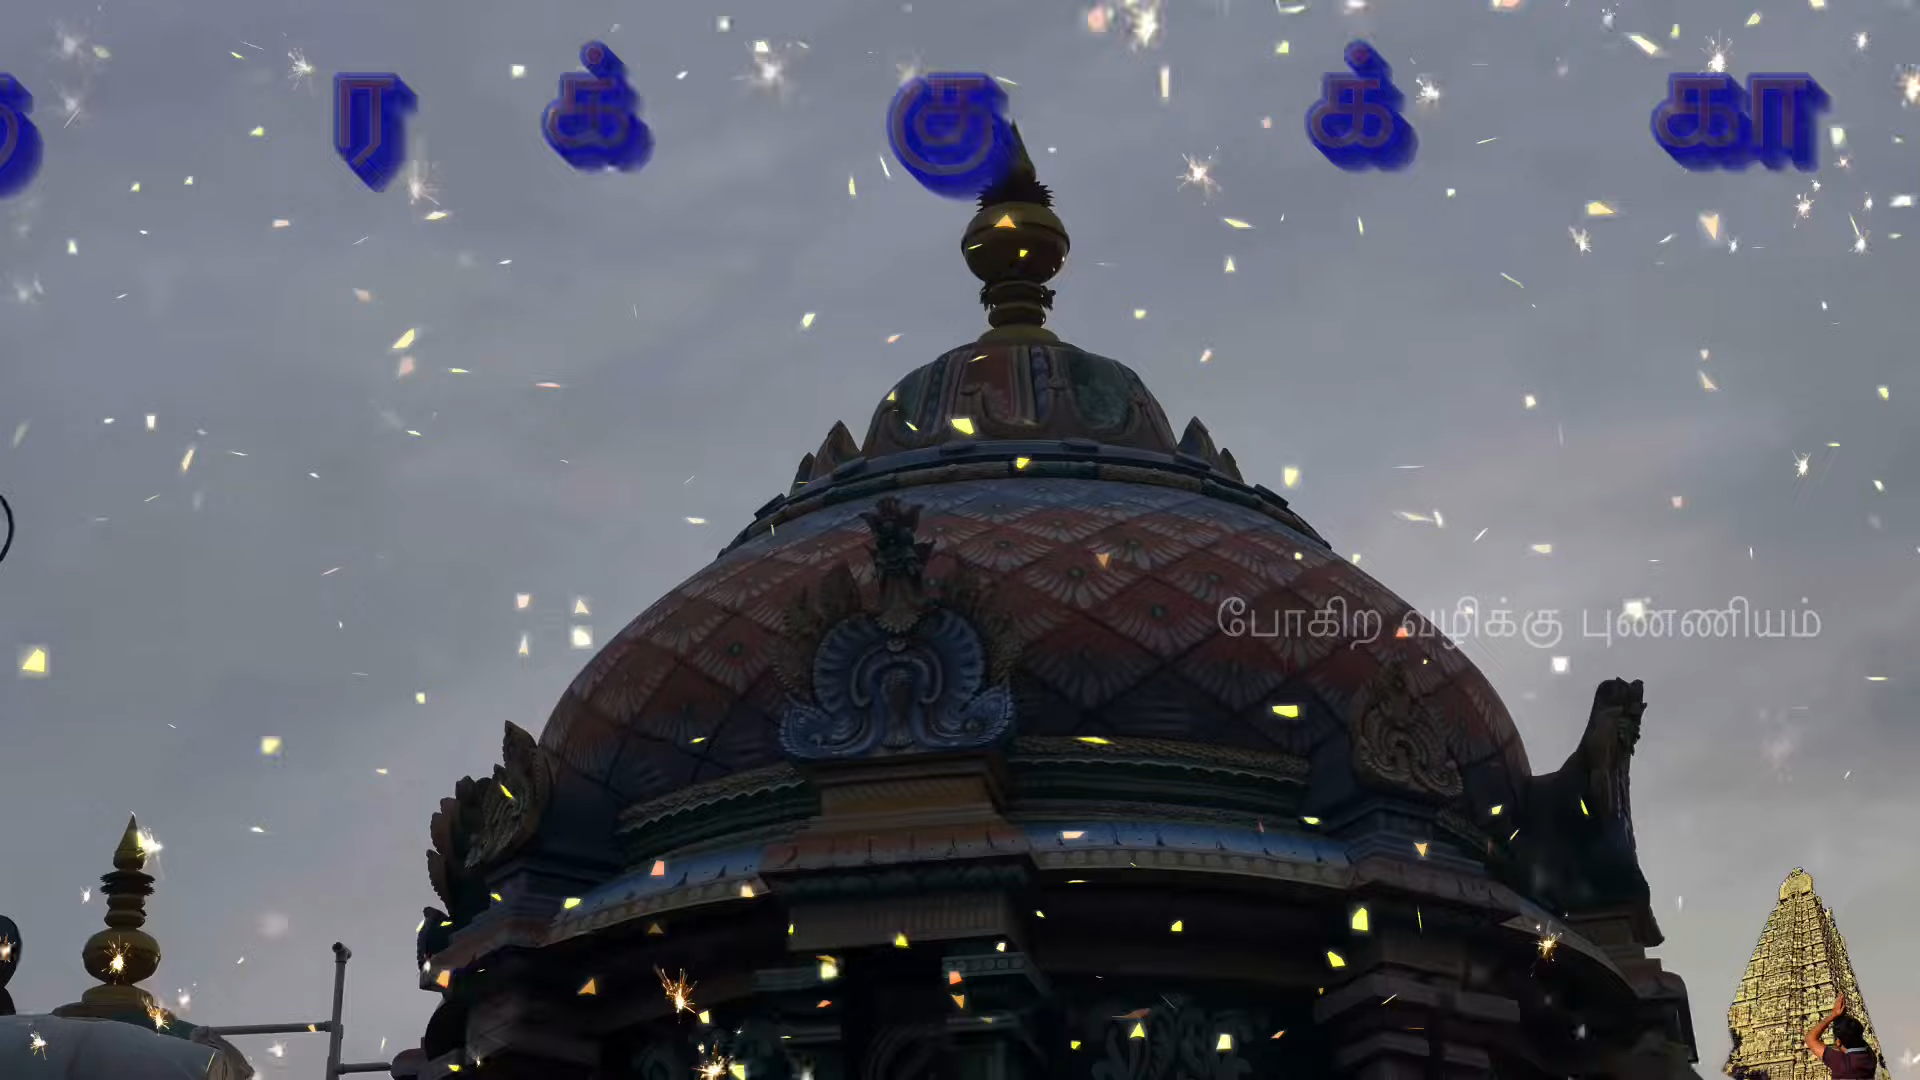 ர க் கு க் கா
போகிற வழிக்கு புண்ணியம்